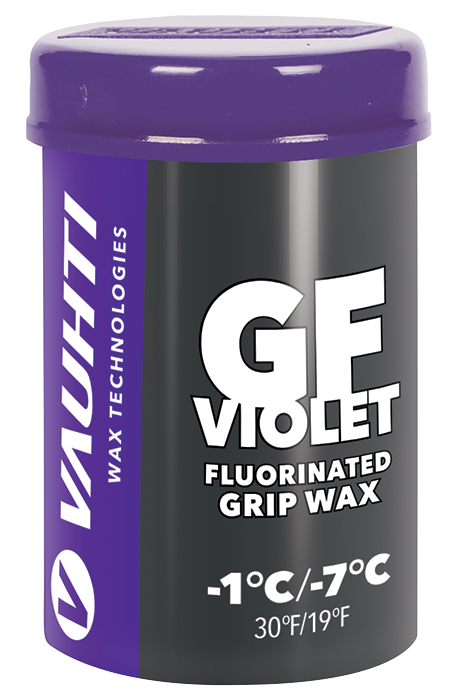 VAUHTI
WAX TECHNOLOGIES
GF
VIOLET
FLUORINATED
GRIP WAX
-1°C/-7°C
30°F/19°F